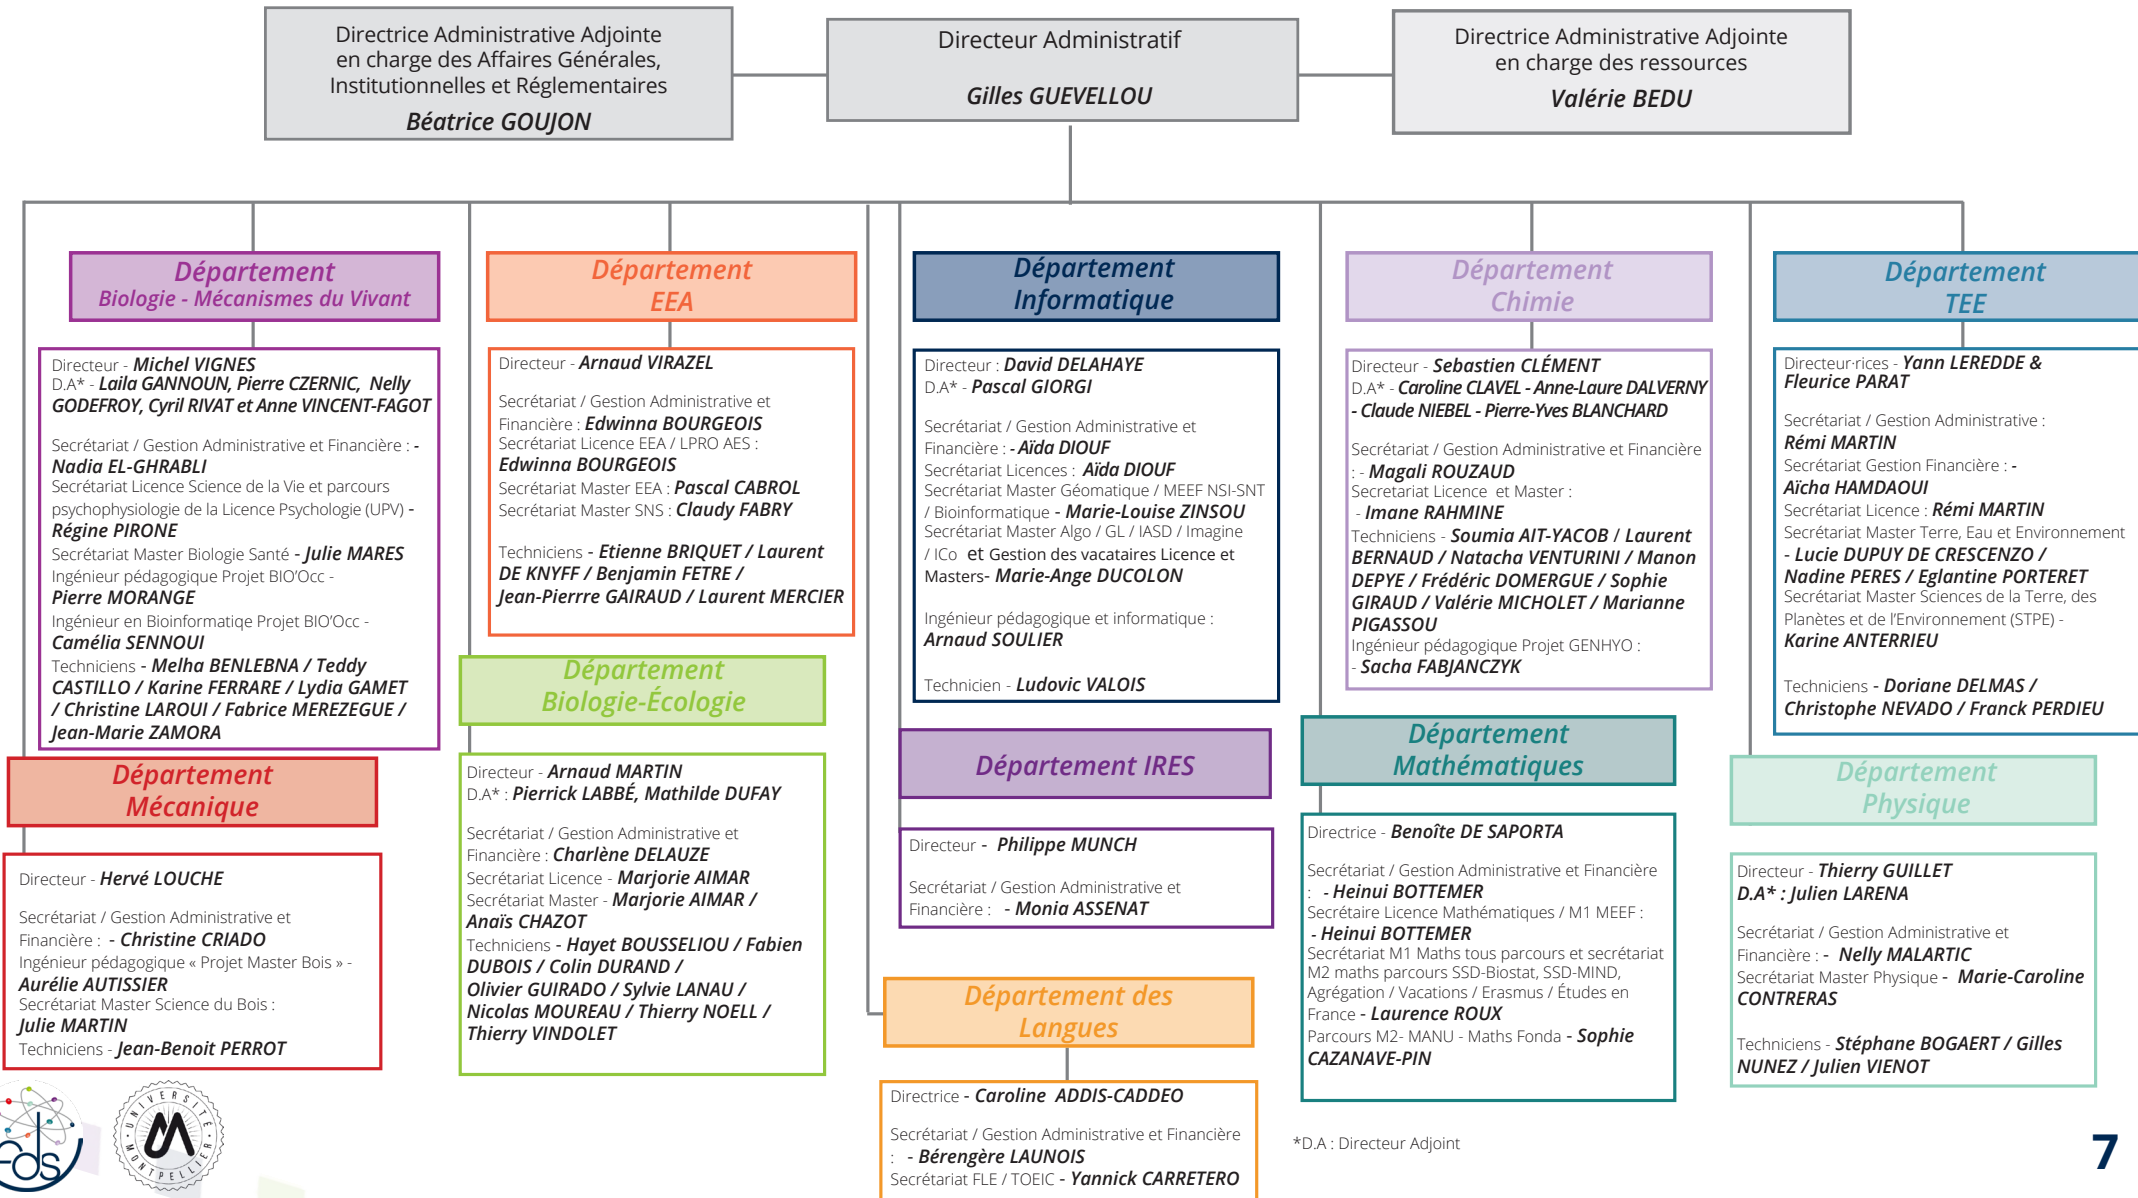 Directrice Administrative Adjointe
en charge des Affaires Générales,
Institutionnelles et Réglementaires
Béatrice GOUJON
Directeur Administratif
Gilles GUEVELLOU
Directrice Administrative Adjointe
en charge des ressources
Valérie BEDU
Département
Biologie - Mécanismes du Vivant
Directeur - Michel VIGNES
D.A* - Laila GANNOUN, Pierre CZERNIC, Nelly
GODEFROY, Cyril RIVAT et Anne VINCENT-FAGOT
Secrétariat / Gestion Administrative et Financière : -
Nadia EL-GHRABLI
Secrétariat Licence Science de la Vie et parcours
psychophysiologie de la Licence Psychologie (UPV) -
Régine PIRONE
Secrétariat Master Biologie Santé - Julie MARES
Ingénieur pédagogique Projet BIO'Occ -
Pierre MORANGE
Ingénieur en Bioinformatiqe Projet BIO'Occ -
Camélia SENNOUI
Techniciens - Melha BENLEBNA / Teddy
CASTILLO / Karine FERRARE / Lydia GAMET
/ Christine LAROUI / Fabrice MEREZEGUE /
Jean-Marie ZAMORA
Département
Mécanique
Directeur - Hervé LOUCHE
Secrétariat / Gestion Administrative et
Financière : - Christine CRIADO
Ingénieur pédagogique « Projet Master Bois » -
Aurélie AUTISSIER
Secrétariat Master Science du Bois :
Julie MARTIN
Techniciens - Jean-Benoit PERROT
Département
EEA
Directeur - Arnaud VIRAZEL
Secrétariat / Gestion Administrative et
Financière : Edwinna BOURGEOIS
Secrétariat Licence EEA / LPRO AES :
Edwinna BOURGEOIS
Secrétariat Master EEA : Pascal CABROL
Secrétariat Master SNS : Claudy FABRY
Techniciens - Etienne BRIQUET / Laurent
DE KNYFF / Benjamin FETRE /
Jean-Pierrre GAIRAUD / Laurent MERCIER
Département
Biologie-Écologie
Directeur - Arnaud MARTIN
D.A* : Pierrick LABBÉ, Mathilde DUFAY
Secrétariat / Gestion Administrative et
Financière : Charlène DELAUZE
Secrétariat Licence - Marjorie AIMAR
Secrétariat Master - Marjorie AIMAR /
Anaïs CHAZOT
Techniciens - Hayet BOUSSELIOU / Fabien
DUBOIS / Colin DURAND /
Olivier GUIRADO / Sylvie LANAU /
Nicolas MOUREAU / Thierry NOELL /
Thierry VINDOLET
Département
Informatique
Directeur : David DELAHAYE
D.A* - Pascal GIORGI
Secrétariat / Gestion Administrative et
Financière : - Aïda DIOUF
Secrétariat Licences : Aïda DIOUF
Secrétariat Master Géomatique / MEEF NSI-SNT
/ Bioinformatique - Marie-Louise ZINSOU
Secrétariat Master Algo / GL / IASD / Imagine
/ ICo et Gestion des vacataires Licence et
Masters- Marie-Ange DUCOLON
Ingénieur pédagogique et informatique :
Arnaud SOULIER
Technicien - Ludovic VALOIS
Département IRES
Directeur - Philippe MUNCH
Secrétariat / Gestion Administrative et
Financière : - Monia ASSENAT
Département des
Langues
Directrice - Caroline ADDIS-CADDEO
Secrétariat / Gestion Administrative et Financière
: - Bérengère LAUNOIS
Secrétariat FLE / TOEIC - Yannick CARRETERO
Département
Chimie
Directeur - Sebastien CLÉMENT
D.A* - Caroline CLAVEL - Anne-Laure DALVERNY
- Claude NIEBEL - Pierre-Yves BLANCHARD
Secrétariat / Gestion Administrative et Financière
: - Magali ROUZAUD
Secretariat Licence et Master :
- Imane RAHMINE
Techniciens - Soumia AIT-YACOB / Laurent
BERNAUD / Natacha VENTURINI / Manon
DEPYE / Frédéric DOMERGUE / Sophie
GIRAUD / Valérie MICHOLET / Marianne
PIGASSOU
Ingénieur pédagogique Projet GENHYO :
- Sacha FABJANCZYK
Département
Mathématiques
Directrice - Benoîte DE SAPORTA
Secrétariat / Gestion Administrative et Financière
: - Heinui BOTTEMER
Secrétaire Licence Mathématiques / M1 MEEF :
- Heinui BOTTEMER
Secrétariat M1 Maths tous parcours et secrétariat
M2 maths parcours SSD-Biostat, SSD-MIND,
Agrégation / Vacations / Erasmus / Études en
France - Laurence ROUX
Parcours M2- MANU - Maths Fonda - Sophie
CAZANAVE-PIN
Département
TEE
Directeur·rices - Yann LEREDDE &
Fleurice PARAT
Secrétariat / Gestion Administrative :
Rémi MARTIN
Secrétariat Gestion Financière : -
Aïcha HAMDAOUI
Secrétariat Licence : Rémi MARTIN
Secrétariat Master Terre, Eau et Environnement
- Lucie DUPUY DE CRESCENZO /
Nadine PERES / Eglantine PORTERET
Secrétariat Master Sciences de la Terre, des
Planètes et de l'Environnement (STPE) -
Karine ANTERRIEU
Techniciens - Doriane DELMAS /
Christophe NEVADO / Franck PERDIEU
Département
Physique
Directeur - Thierry GUILLET
D.A* : Julien LARENA
Secrétariat / Gestion Administrative et
Financière : - Nelly MALARTIC
Secrétariat Master Physique - Marie-Caroline
CONTRERAS
Techniciens - Stéphane BOGAERT / Gilles
NUNEZ / Julien VIENOT
fds
UNIVERSITÉ
MONTPELLIER
*D.A : Directeur Adjoint
7